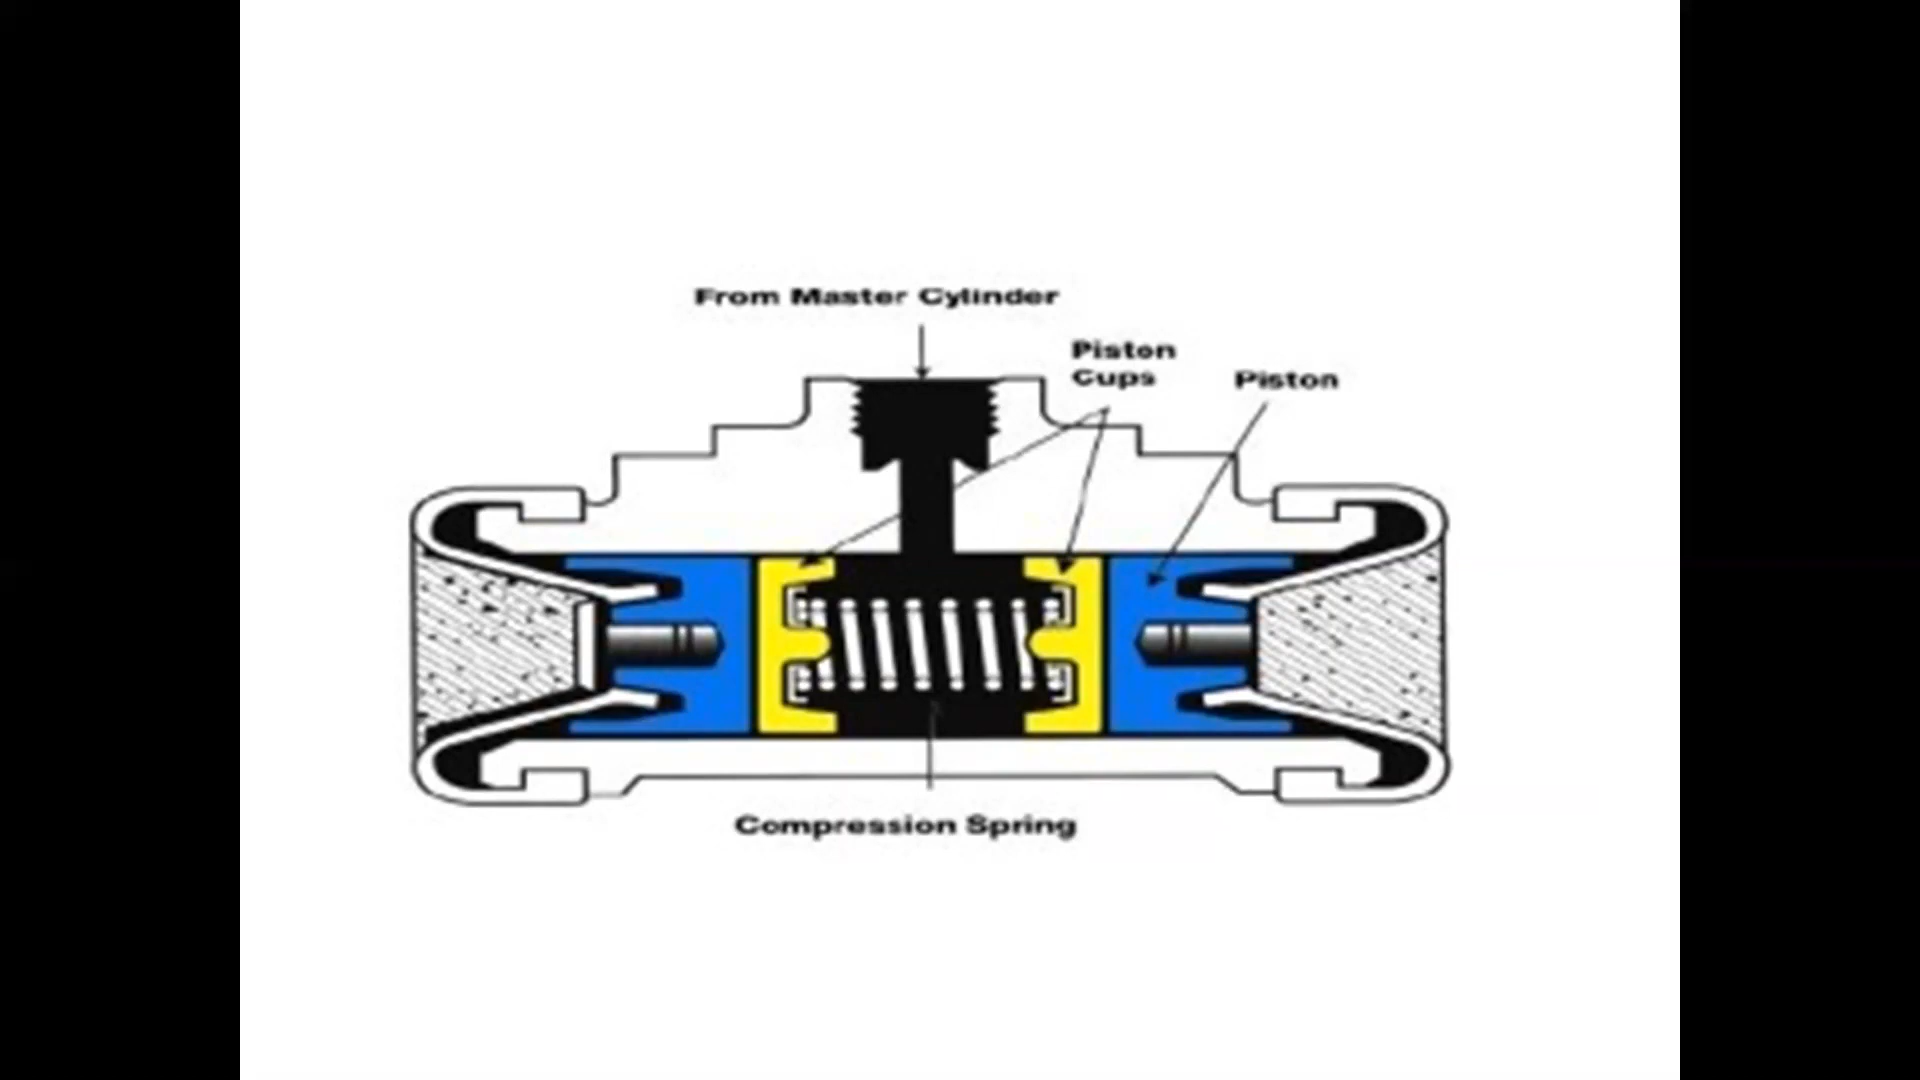 From Master Cylinder
Piston
Cups
Piston
Compression Spring